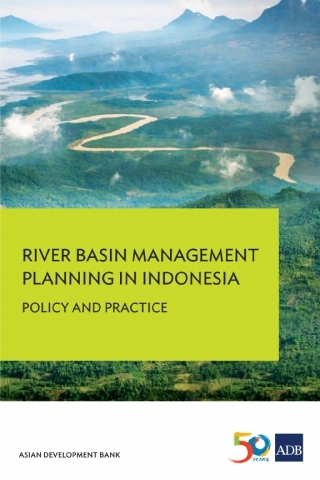 RIVER BASIN MANAGEMENT
PLANNING IN INDONESIA
POLICY AND PRACTICE
ASIAN DEVELOPMENT BANK
50
YEARS
ADB